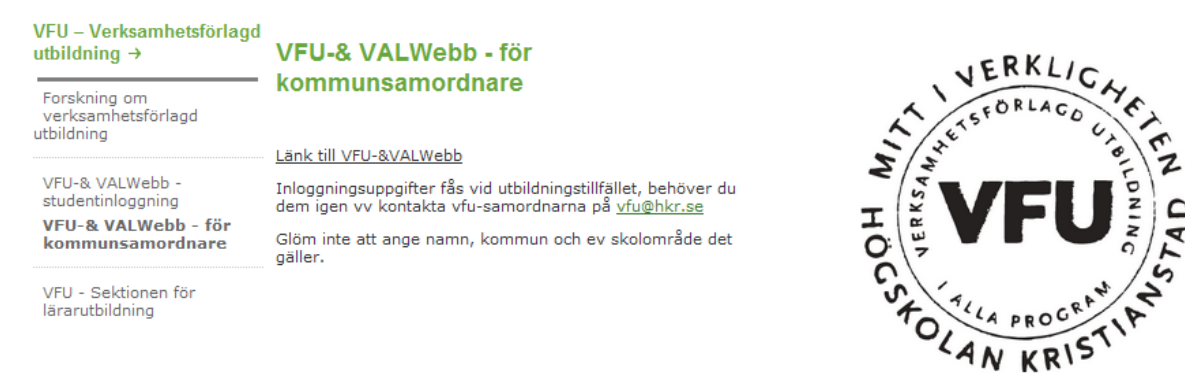 VFU – Verksamhetsförlagd
utbildning →
Forskning om
verksamhetsförlagd
utbildning
VFU-& VALWebb -
studentinloggning
VFU-& VALWebb - för
kommunsamordnare
VFU - Sektionen för
lärarutbildning
VFU-& VALWebb - för
kommunsamordnare
Länk till VFU-&VALWebb
Inloggningsuppgifter fås vid utbildningstillfället, behöver du
dem igen vv kontakta vfu-samordnarna på vfu@hkr.se
Glöm inte att ange namn, kommun och ev skolområde det
gäller.
MITT I VERKLIGHETEN
VERKSAMHETSFÖRLAGD UTBILDNING
VFU
I ALLA PROGRAM
HÖGSKOLAN KRISTIANSTAD